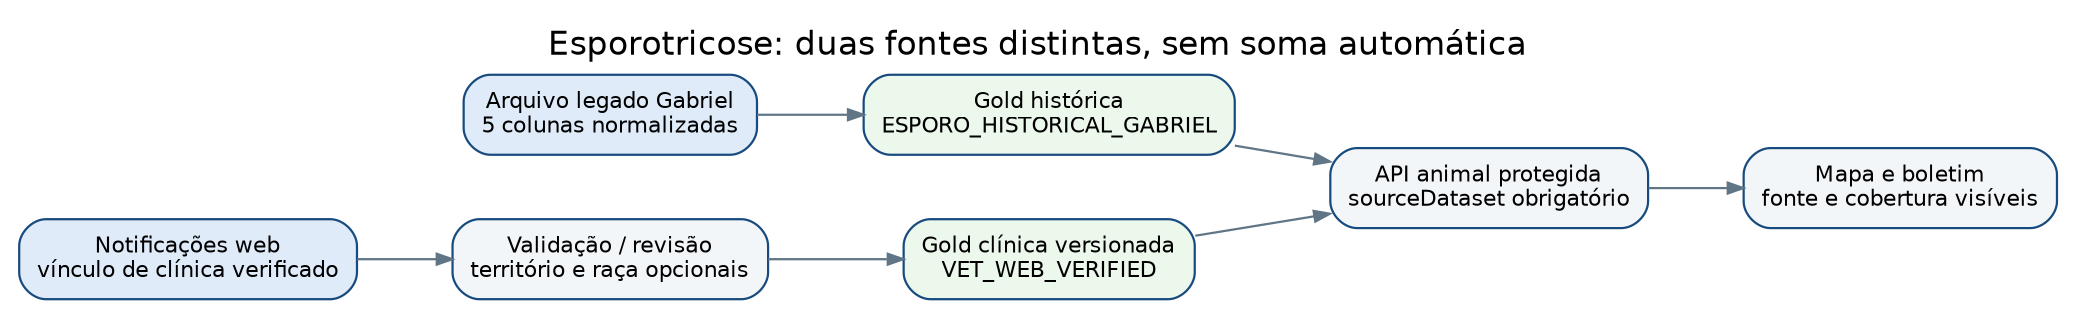 Esporotricose: duas fontes distintas, sem soma automática
Arquivo legado Gabriel
5 colunas normalizadas
Gold histórica
ESPORO_HISTORICAL_GABRIEL
Notificações web
vínculo de clínica verificado
Validação / revisão
território e raça opcionais
Gold clínica versionada
VET_WEB_VERIFIED
API animal protegida
sourceDataset obrigatório
Mapa e boletim
fonte e cobertura visíveis